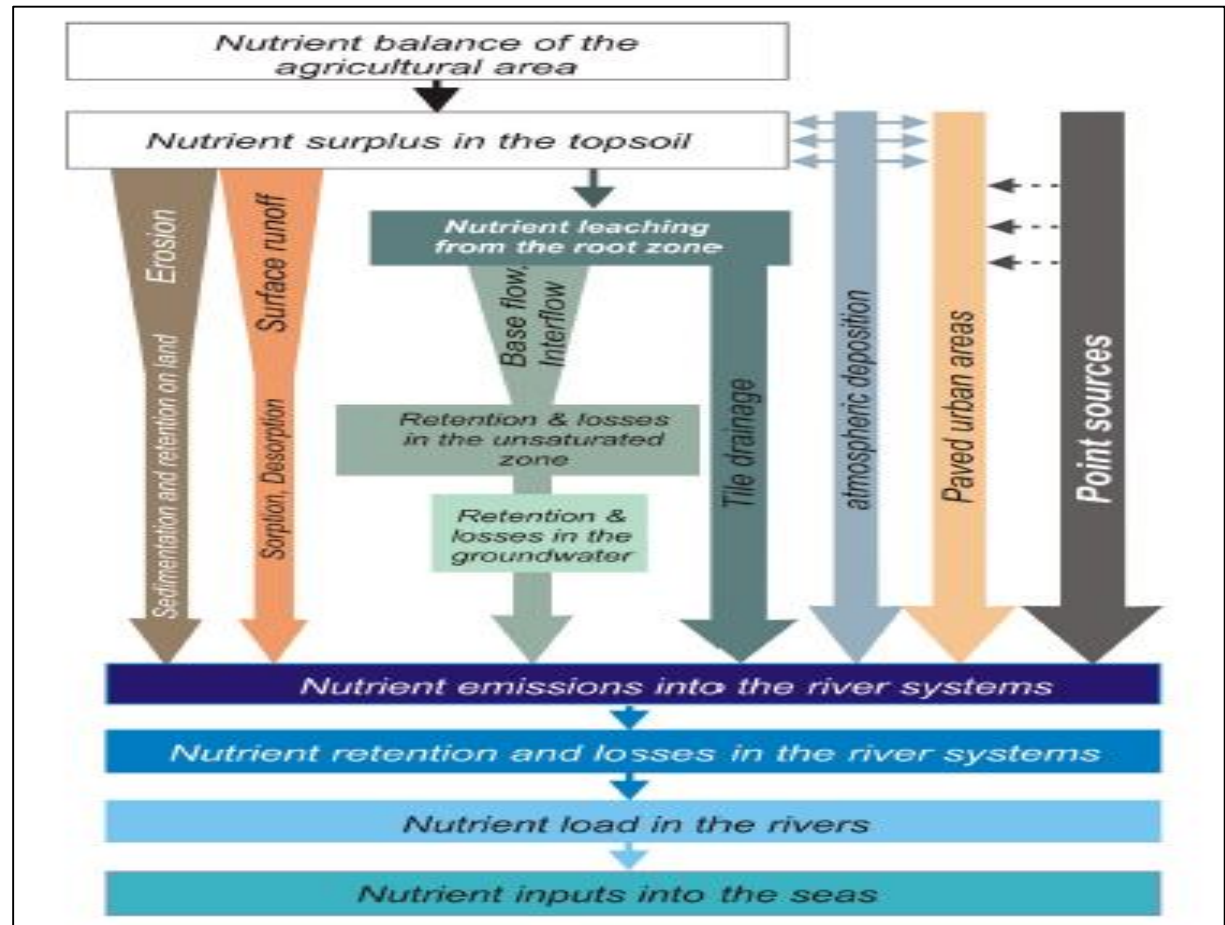 Nutrient balance of the
agricultural area
Nutrient surplus in the topsoil
Erosion
Sedimentation and retention on land
Surface runoff
Sorption, Desorption
Nutrient leaching
from the root zone
Base flow,
Interflow
Retention & losses
in the unsaturated
zone
Retention &
losses in the
groundwater
Tile drainage
atmospheric deposition
Paved urban areas
Point sources
Nutrient emissions into the river systems
Nutrient retention and losses in the river systems
Nutrient load in the rivers
Nutrient inputs into the seas